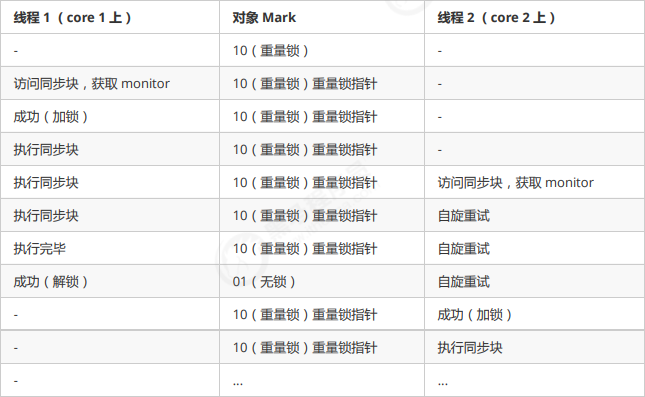 线程 1 （ core 1 上 ） 对象 Mark 线程 2 （ core 2 上 ）
- 10（ 重量锁 ） -
访问同步块，获取 monitor 10（ 重量锁 ）重量锁指针 -
成功（ 加锁 ） 10（ 重量锁 ）重量锁指针 -
执行同步块 10（ 重量锁 ）重量锁指针 -
执行同步块 10（ 重量锁 ）重量锁指针 访问同步块，获取 monitor
执行同步块 10（ 重量锁 ）重量锁指针 自旋重试
执行完毕 10（ 重量锁 ）重量锁指针 自旋重试
成功（ 解锁 ） 01（ 无锁 ） 自旋重试
- 10（ 重量锁 ）重量锁指针 成功（ 加锁 ）
- 10（ 重量锁 ）重量锁指针 执行同步块
- ... ...